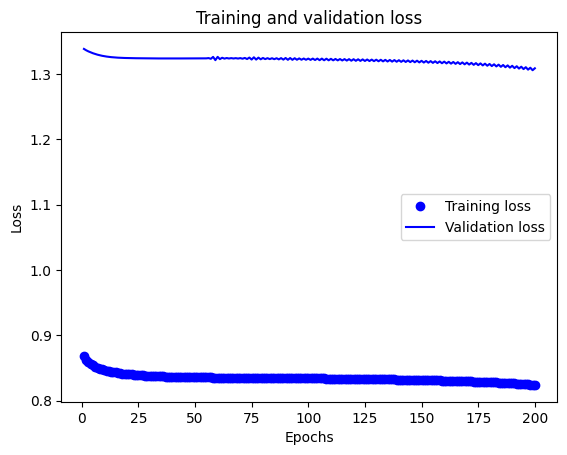 Training and validation loss
1.3
1.2
1.1
1.0
0.9
0.8
Loss
Training loss
Validation loss
0 25 50 75 100 125 150 175 200
Epochs